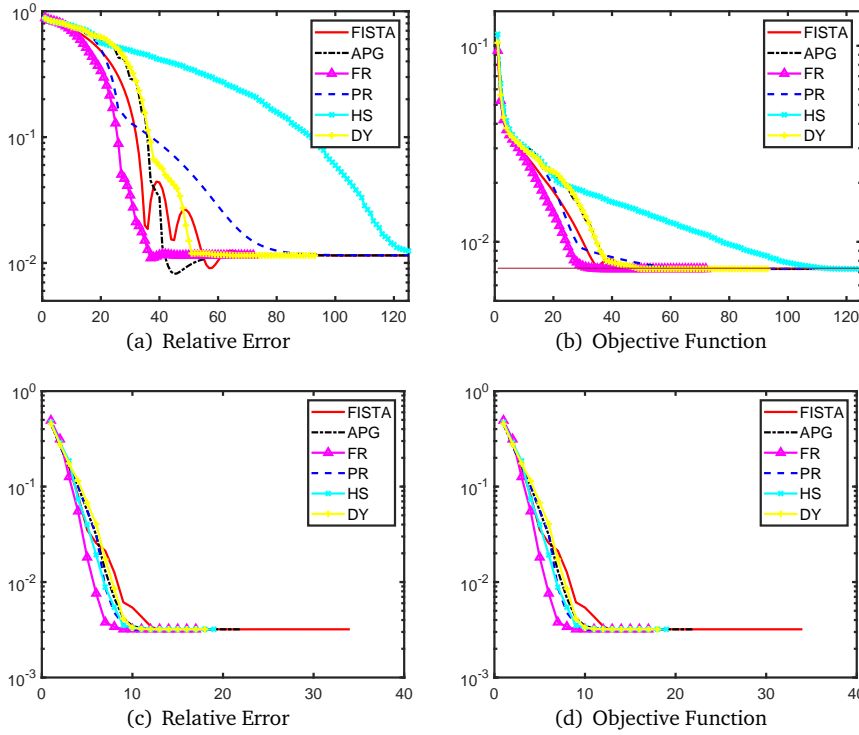 10^0
10^-1
10^-2
0 20 40 60 80 100 120
FISTA
APG
FR
PR
HS
DY
(a) Relative Error
10^-1
10^-2
0 20 40 60 80 100 120
FISTA
APG
FR
PR
HS
DY
(b) Objective Function
10^0
10^-1
10^-2
10^-3
0 10 20 30 40
FISTA
APG
FR
PR
HS
DY
(c) Relative Error
10^0
10^-1
10^-2
10^-3
0 10 20 30 40
FISTA
APG
FR
PR
HS
DY
(d) Objective Function